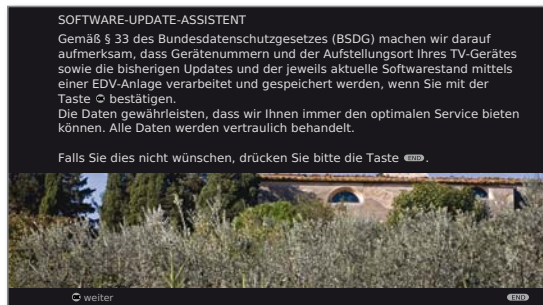 SOFTWARE-UPDATE-ASSISTENT
Gemäß § 33 des Bundesdatenschutzgesetzes (BSDG) machen wir darauf
aufmerksam, dass Gerätenummern und der Aufstellungsort Ihres TV-Gerätes
sowie die bisherigen Updates und der jeweils aktuelle Softwarestand mittels
einer EDV-Anlage verarbeitet und gespeichert werden, wenn Sie mit der
Taste bestätigen.
Die Daten gewährleisten, dass wir Ihnen immer den optimalen Service bieten
können. Alle Daten werden vertraulich behandelt.
Falls Sie dies nicht wünschen, drücken Sie bitte die Taste END.
weiter
END